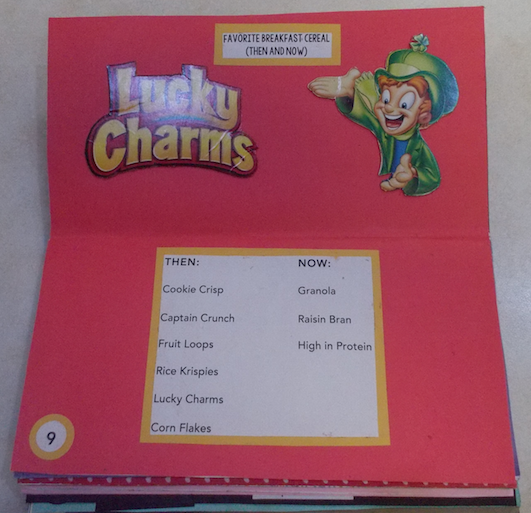 FAVORITE BREAKFAST CEREAL
(THEN AND NOW)
Lucky
Charms
THEN:
Cookie Crisp
Captain Crunch
Fruit Loops
Rice Krispies
Lucky Charms
Corn Flakes
NOW:
Granola
Raisin Bran
High in Protein
9